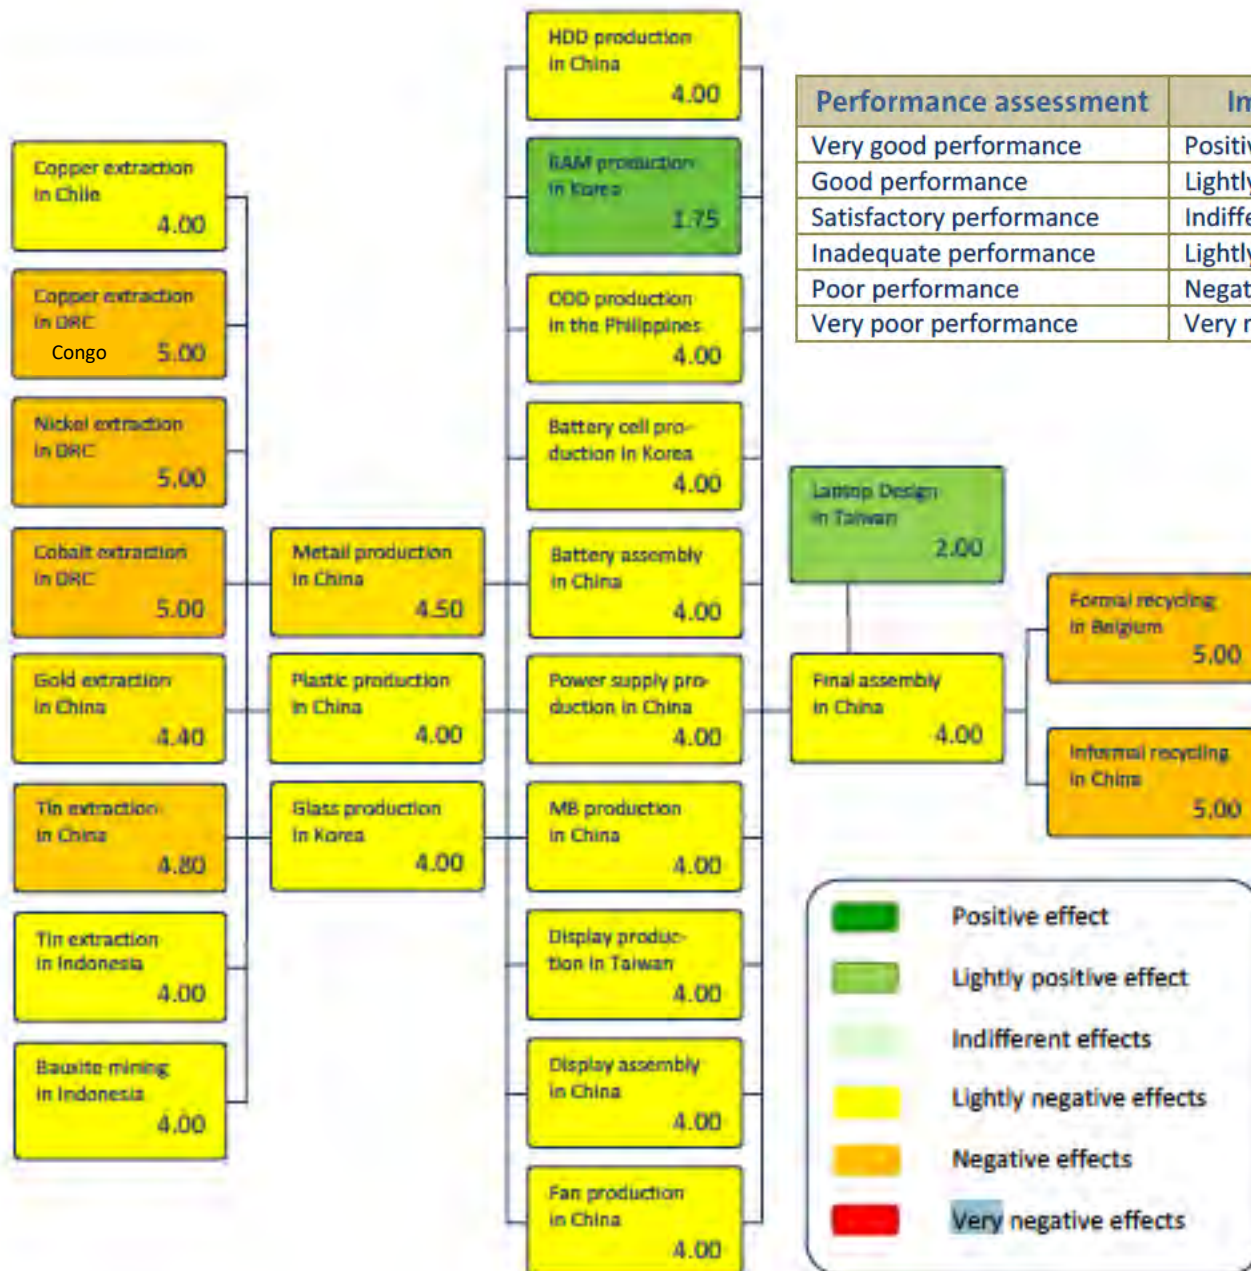 HDD production
in China
4.00
Performance assessment
Very good performance
Good performance
Satisfactory performance
Inadequate performance
Poor performance
Very poor performance
Copper extraction
in Chile
4.00
Copper extraction
in DRC
Congo 5.00
Nickel extraction
in DRC
5.00
Cobalt extraction
in DRC
5.00
Gold extraction
in China
4.40
Tin extraction
in China
4.80
Tin extraction
in Indonesia
4.00
Bauxite mining
in Indonesia
4.00
Metail production
in China
4.50
Plastic production
in China
4.00
Glass production
in Korea
4.00
RAM production
in Korea
1.75
ODD production
in the Philippines
4.00
Battery cell pro-
duction in Korea
4.00
Battery assembly
in China
4.00
Power supply pro-
duction in China
4.00
MB production
in China
4.00
Display produc-
tion in Taiwan
4.00
Display assembly
in China
4.00
Fan production
in China
4.00
Laptop Design
in Taiwan
2.00
Final assembly
in China
4.00
Formal recycling
in Belgium
5.00
Informal recycling
in China
5.00
Positive effect
Lightly positive effect
Indifferent effects
Lightly negative effects
Negative effects
Very negative effects